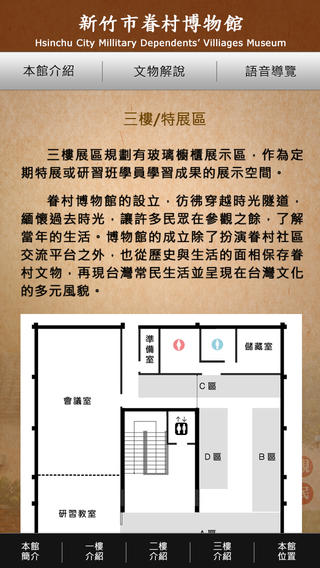 新竹市眷村博物館
Hsinchu City Millitary Dependents' Villiages Museum
本館介紹
文物解說
語音導覽
三樓/特展區
三樓展區規劃有玻璃櫥櫃展示區，作為定
期特展或研習班學員學習成果的展示空間。
眷村博物館的設立，彷彿穿越時光隧道，
緬懷過去時光，讓許多民眾在參觀之餘，了解
當年的生活。博物館的成立除了扮演眷村社區
交流平台之外，也從歷史與生活的面相保存眷
村文物，再現台灣常民生活並呈現在台灣文化
的多元風貌。
準備室
儲藏室
會議室
C 區
D 區
B 區
研習教室
A 區
本館簡介
一樓介紹
二樓介紹
三樓介紹
本館位置